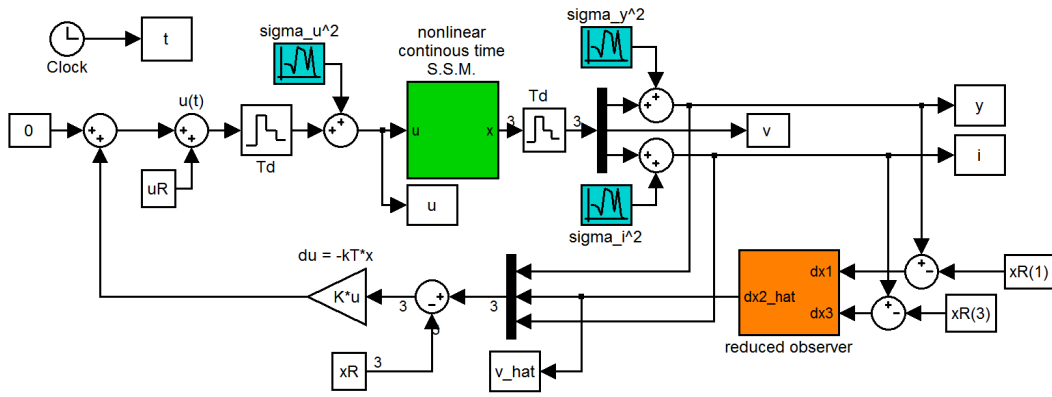 t
Clock
sigma_u^2
nonlinear
continous time
S.S.M.
sigma_y^2
u(t)
Td
0
uR
Td
u
x
3
3
y
v
i
u
sigma_i^2
du = -kT*x
K*u
3
3
3
xR
3
v_hat
dx1
dx2_hat
dx3
reduced observer
xR(1)
xR(3)